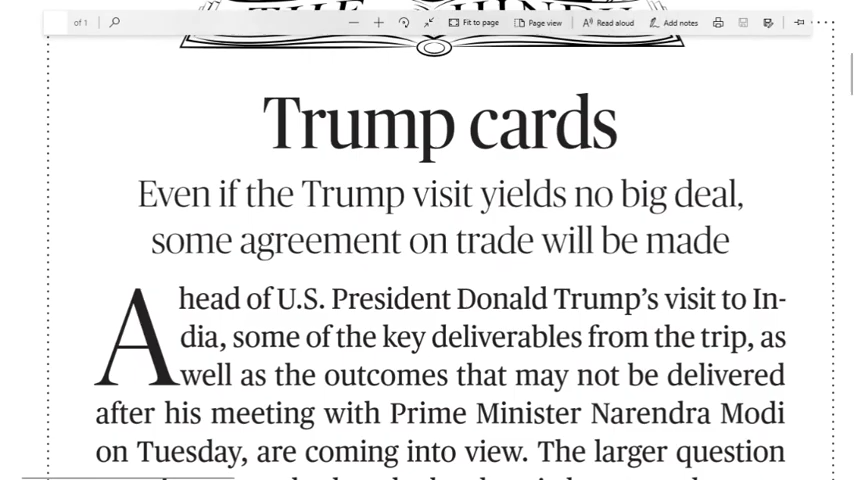 THE HINDU
of 1
Fit to page
Page view
Read aloud
Add notes
Trump cards
Even if the Trump visit yields no big deal,
some agreement on trade will be made
Ahead of U.S. President Donald Trump's visit to In-
dia, some of the key deliverables from the trip, as
well as the outcomes that may not be delivered
after his meeting with Prime Minister Narendra Modi
on Tuesday, are coming into view. The larger question